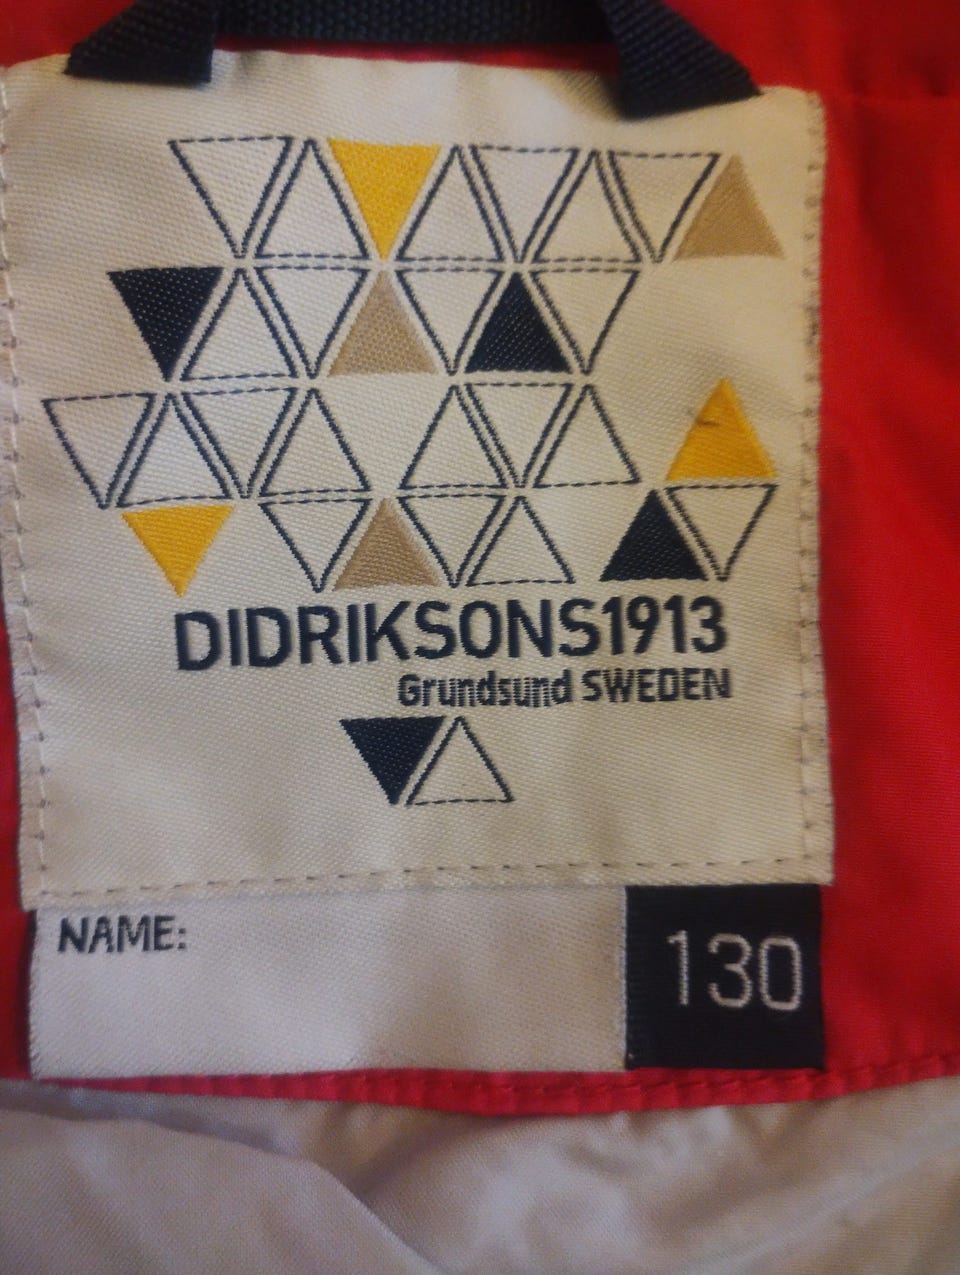 DIDRIKSONS1913
Grundsund SWEDEN
NAME:
130